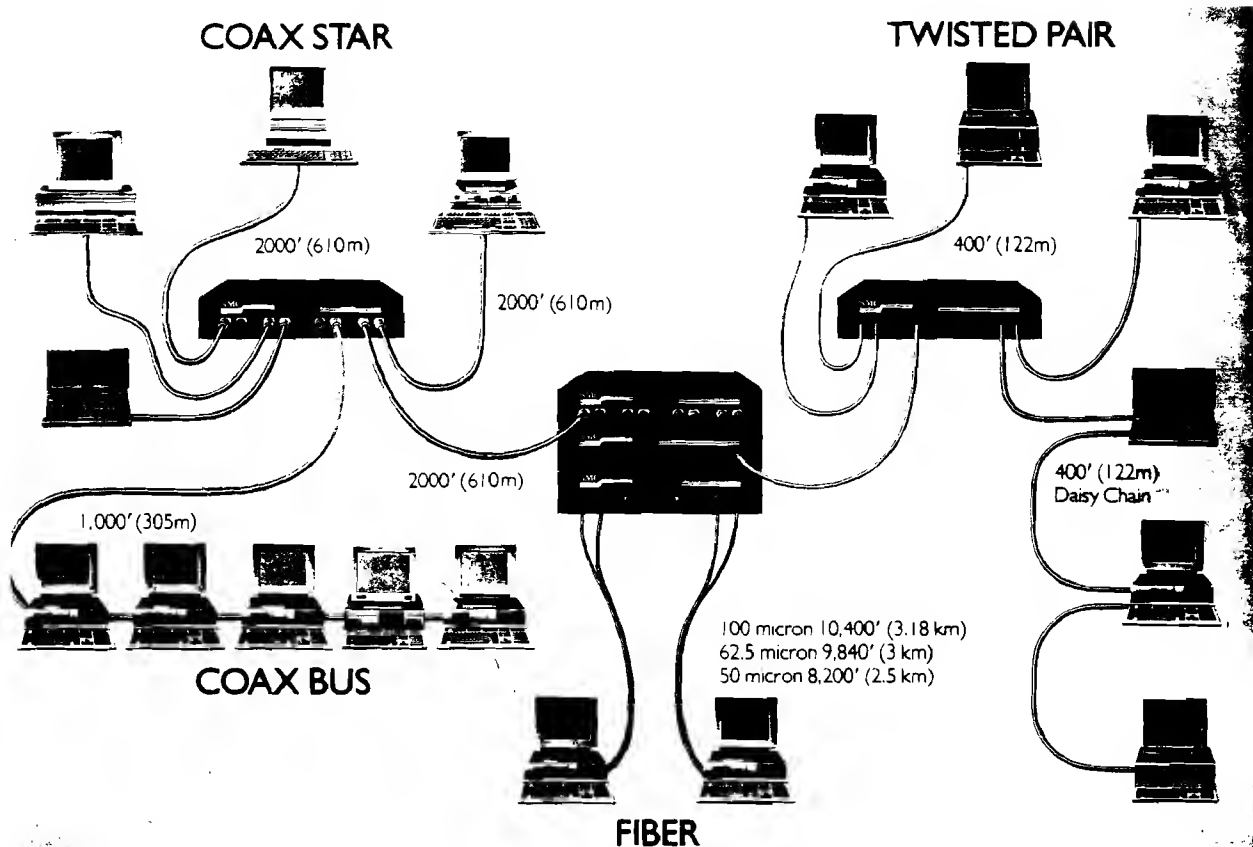 COAX STAR
TWISTED PAIR
2000' (610m)
2000' (610m)
400' (122m)
2000' (610m)
400' (122m)
Daisy Chain
1,000' (305m)
COAX BUS
100 micron 10,400' (3.18 km)
62.5 micron 9,840' (3 km)
50 micron 8,200' (2.5 km)
FIBER